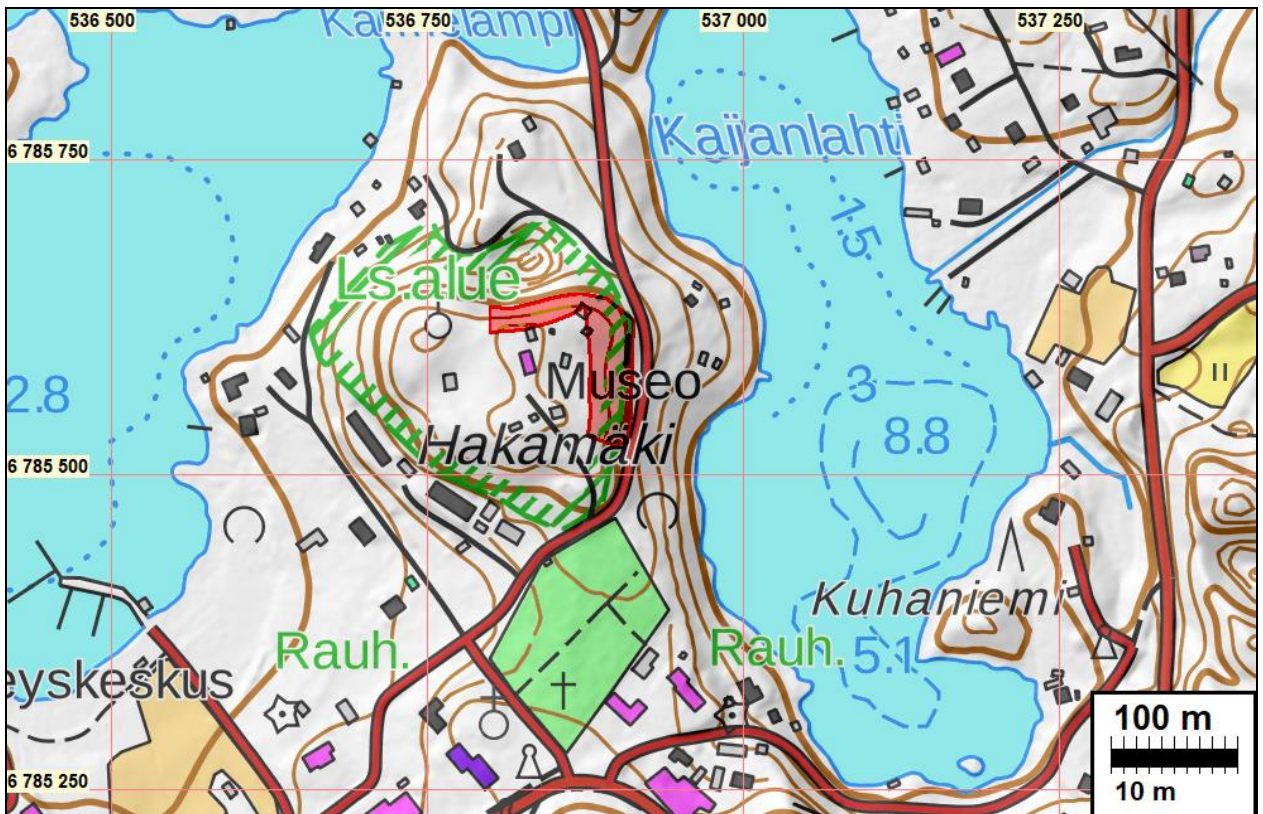 536 500
536 750
537 000
537 250
6 785 750
Kaijanlahti
1.5
Ls.alue
2.8
3
Museo
8.8
Hakamäki
6 785 500
Kuhaniemi
Rauh.
Rauh.
5.1
eyskeskus
100 m
6 785 250
10 m